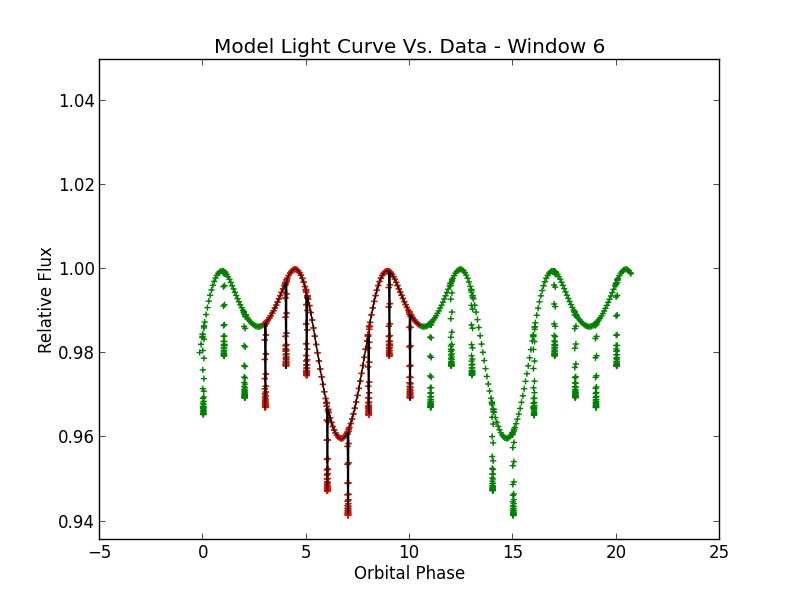 Model Light Curve Vs. Data - Window 6
1.04
1.02
1.00
0.98
0.96
0.94
Relative Flux
−5 0 5 10 15 20 25
Orbital Phase